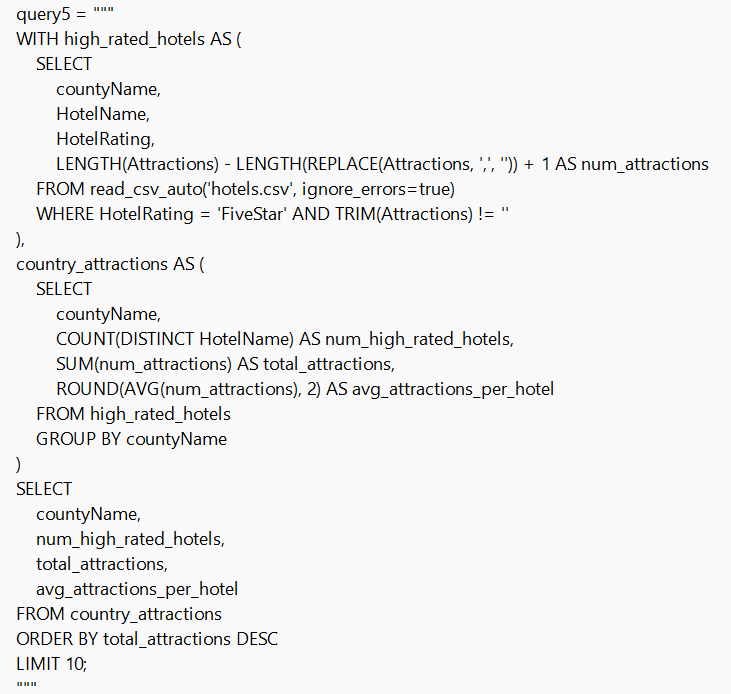 query5 = """
WITH high_rated_hotels AS (
    SELECT
        countyName,
        HotelName,
        HotelRating,
        LENGTH(Attractions) - LENGTH(REPLACE(Attractions, ',', '')) + 1 AS num_attractions
    FROM read_csv_auto('hotels.csv', ignore_errors=true)
    WHERE HotelRating = 'FiveStar' AND TRIM(Attractions) != ''
),
country_attractions AS (
    SELECT
        countyName,
        COUNT(DISTINCT HotelName) AS num_high_rated_hotels,
        SUM(num_attractions) AS total_attractions,
        ROUND(AVG(num_attractions), 2) AS avg_attractions_per_hotel
    FROM high_rated_hotels
    GROUP BY countyName
)
SELECT
    countyName,
    num_high_rated_hotels,
    total_attractions,
    avg_attractions_per_hotel
FROM country_attractions
ORDER BY total_attractions DESC
LIMIT 10;
"""